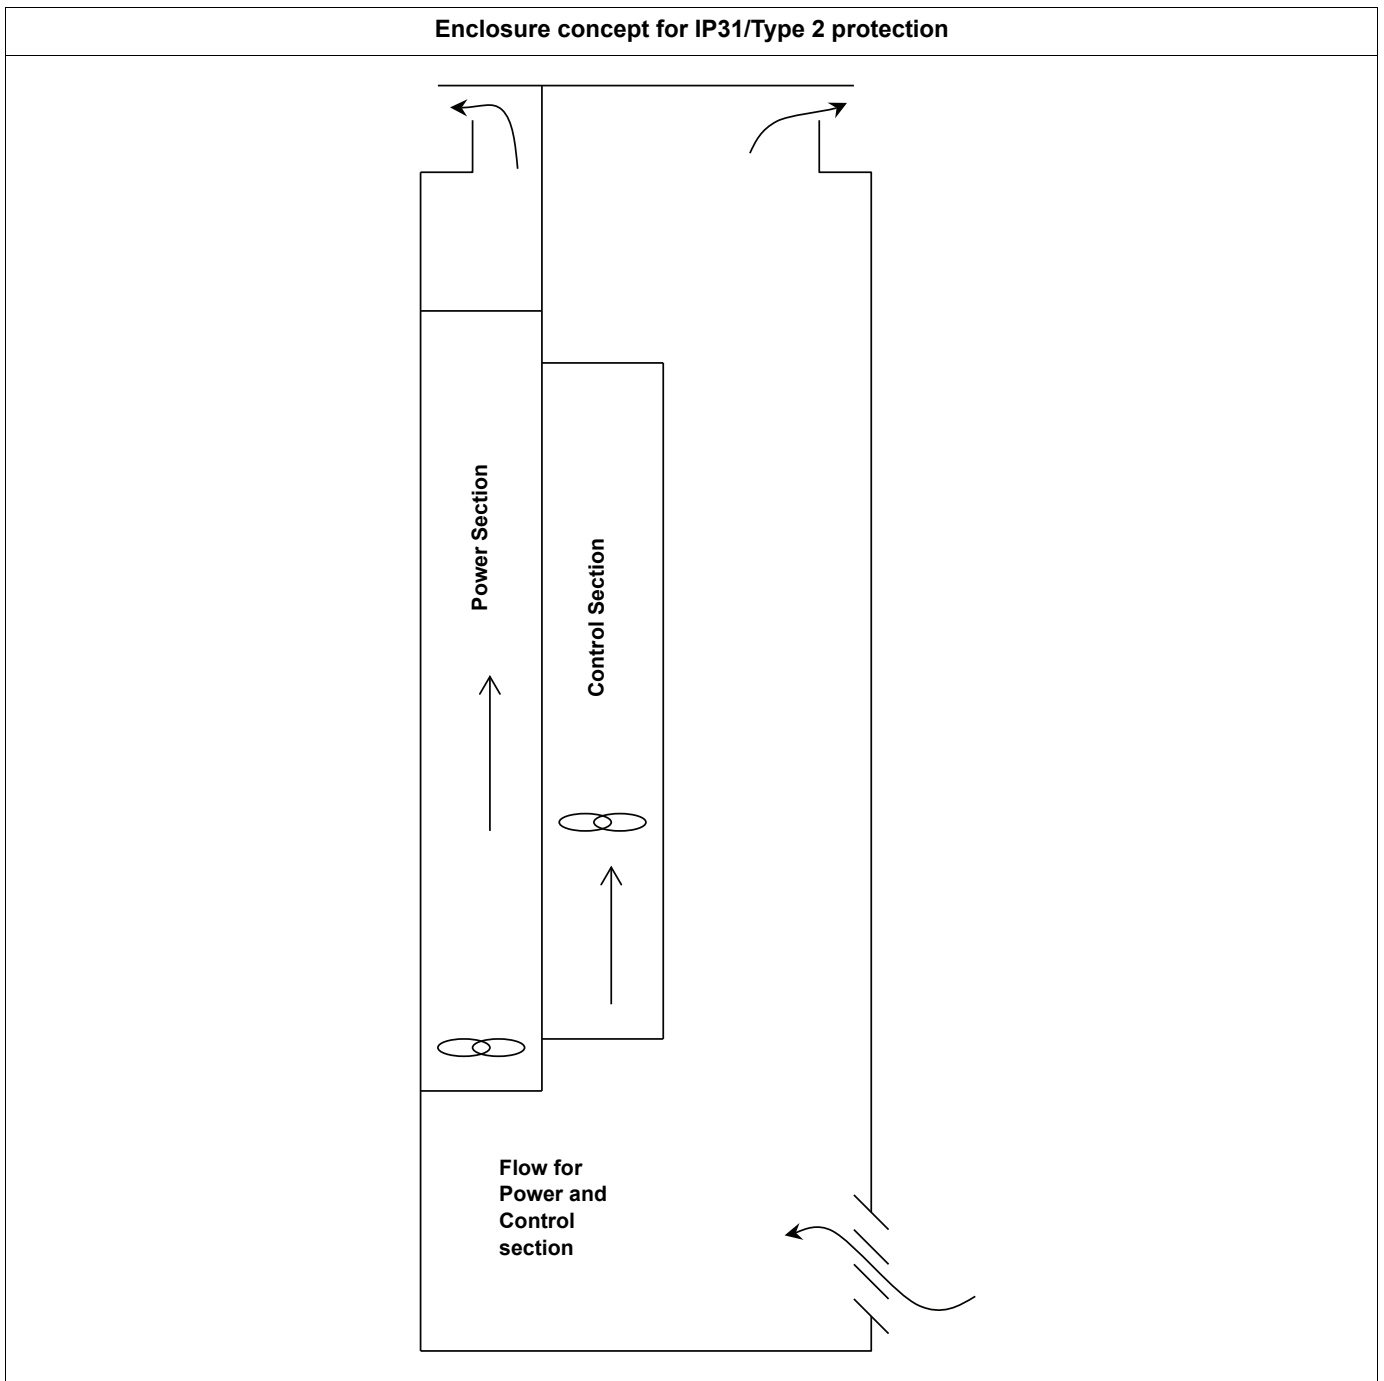 Enclosure concept for IP31/Type 2 protection
Power Section
Control Section
Flow for
Power and
Control
section